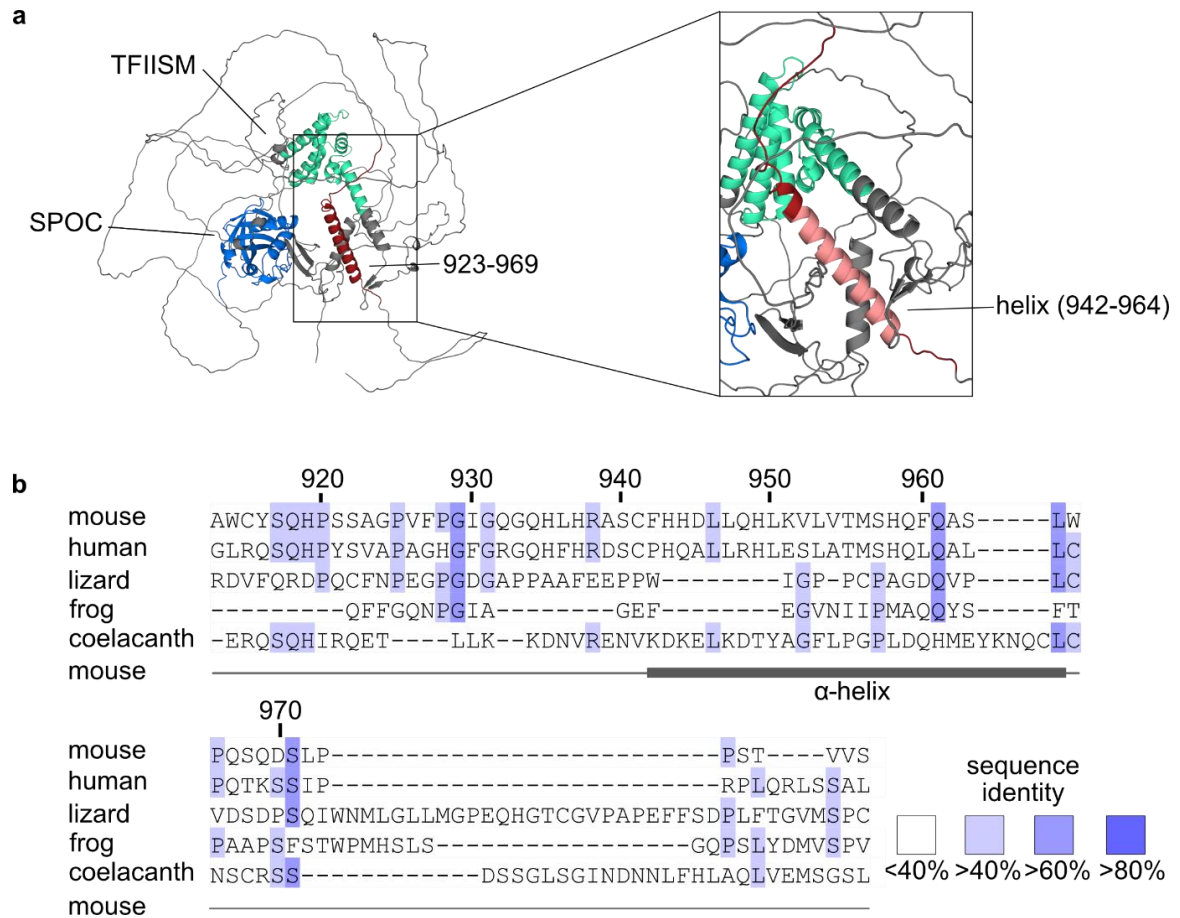 a
TFIISM
SPOC
923-969
helix (942-964)
b
920 930 940 950 960
mouse AWCYSQHPSSAGPVFPGIGQGQHLHRASCFHHDLLQHLKVLVTMSHQFQAS-----LW
human GLRQSQHPYSVAPAGHGFGRGQHFHRDSCPHQALLRHLESLATMSHQLQAL-----LC
lizard RDVFQRDPQCFNPEGPGDGAPPAAFEEPPW--------IGP-PCPAGDQVP-----LC
frog ---------QFFGQNPGIA--------GEF--------EGVNIIPMAQQYS-----FT
coelacanth -ERQSQHIRQET----LLK--KDNVRENVKDKELKDTYAGFLPGPLDQHMEYKNQCLC
mouse
α-helix
970
mouse PQSQDSLP--------------------------PST----VVS
human PQTKSSIP--------------------------RPLQRLSSAL
lizard VDSDPSQIWNMLGLLMGPEQHGTCGVPAPEFFSDPLFTGVMSPC
frog PAAPSFSTWPMHSLS-----------------GQPSLYDMVSPV
coelacanth NSCRSS------------DSSGLSGINDNNLFHLAQLVEMSGSL
mouse
sequence
identity
<40% >40% >60% >80%